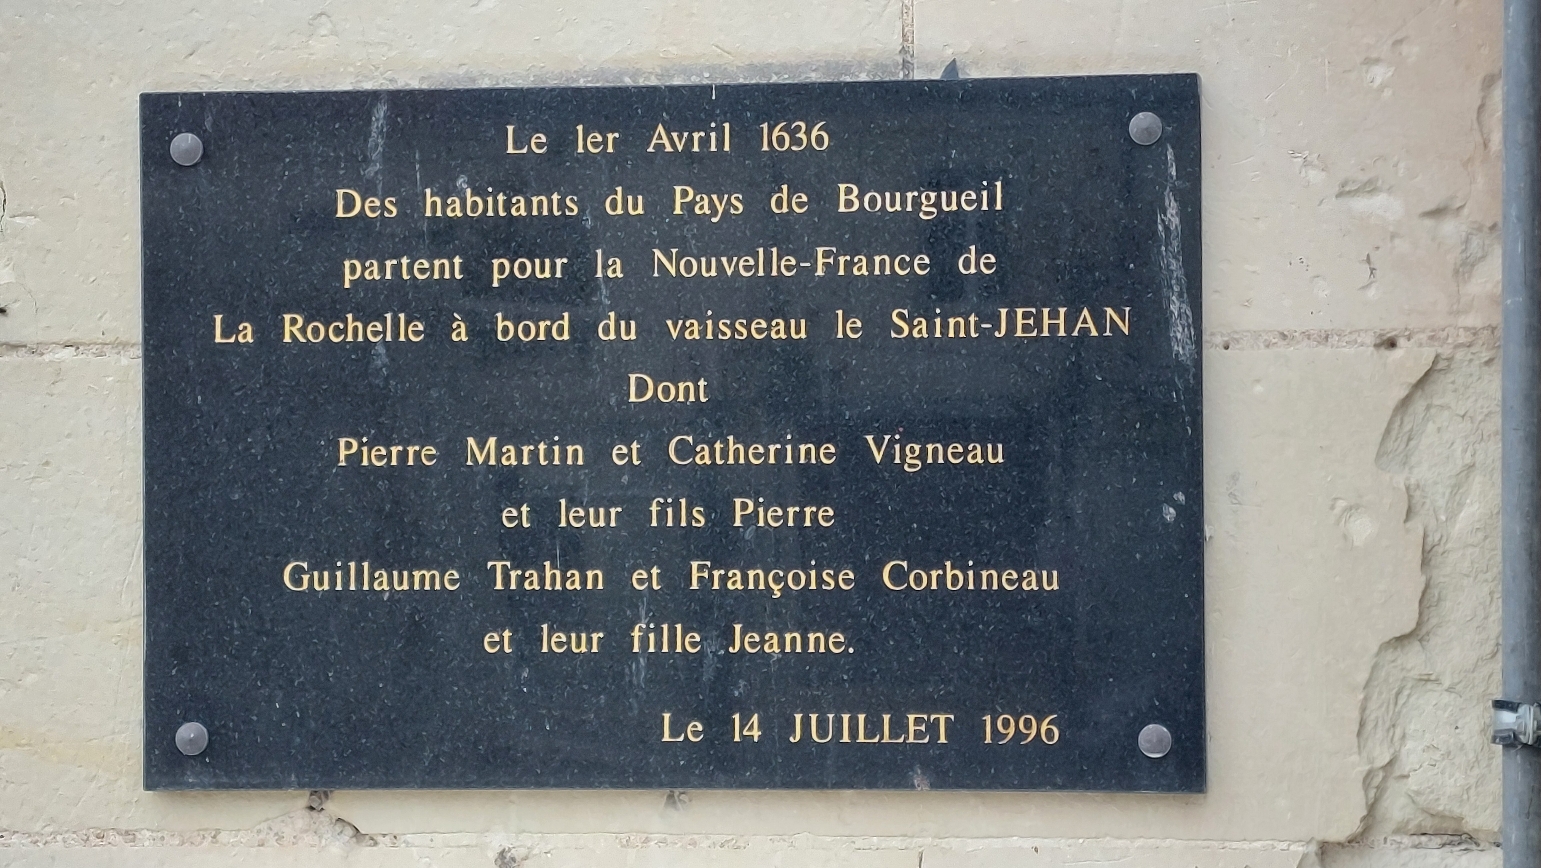 Le 1er Avril 1636
Des habitants du Pays de Bourgueil
partent pour la Nouvelle-France de
La Rochelle à bord du vaisseau le Saint-JEHAN
Dont
Pierre Martin et Catherine Vigneau
et leur fils Pierre
Guillaume Trahan et Françoise Corbineau
et leur fille Jeanne.
Le 14 JUILLET 1996